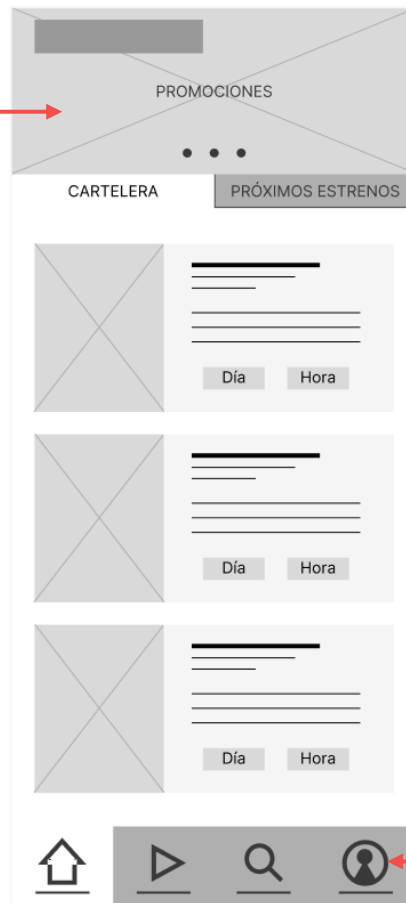 PROMOCIONES
CARTELERA PRÓXIMOS ESTRENOS
Día Hora
Día Hora
Día Hora